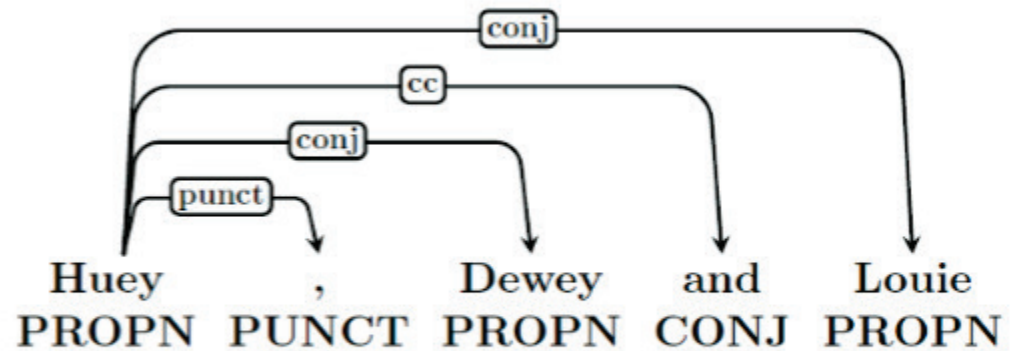 conj
cc
conj
punct
Huey , Dewey and Louie
PROPN PUNCT PROPN CONJ PROPN